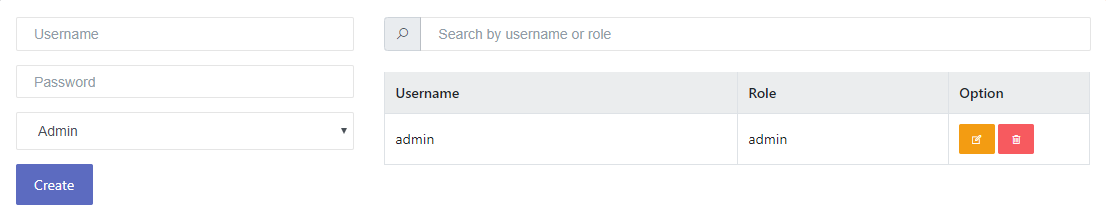 Username
Password
Admin
Create
Search by username or role
Username Role Option
admin admin